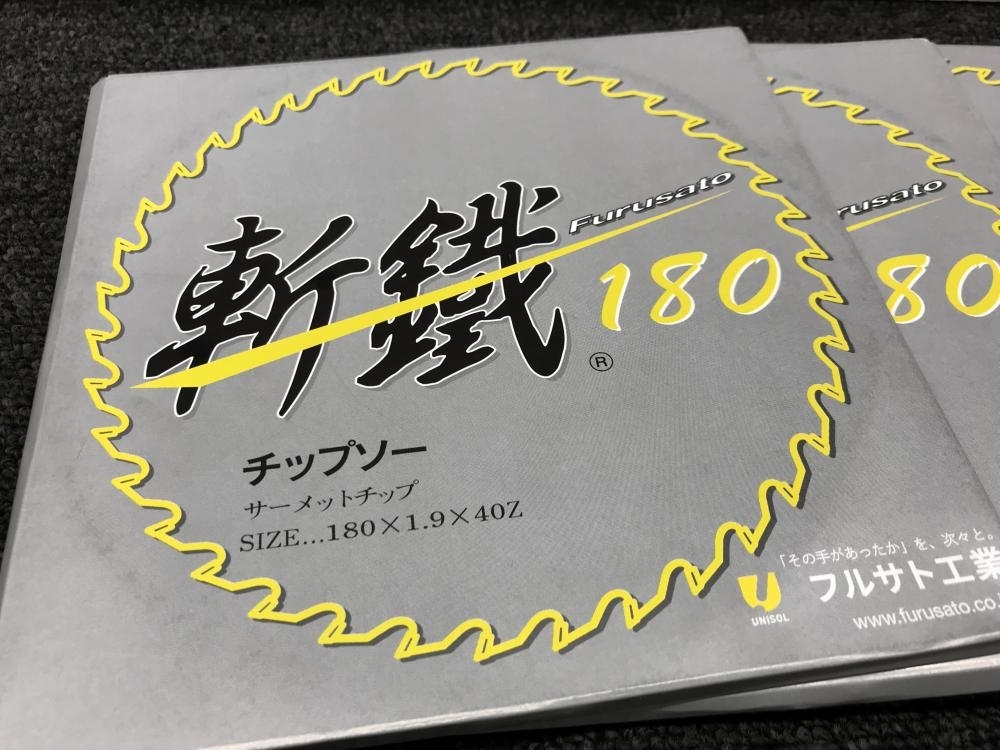 Furusato
斬鐵
180
®
チップソー
サーメットチップ
SIZE...180×1.9×40Z
「その手があったか」を、次々と。
UNISOL
フルサト工業
www.furusato.co.
rusato
80